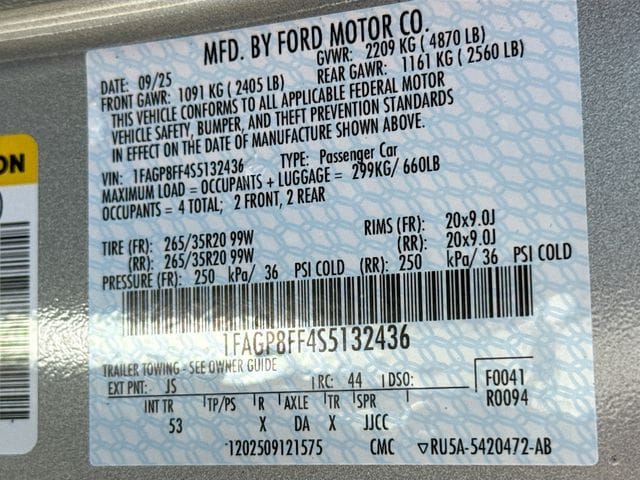 MFD. BY FORD MOTOR CO.
DATE: 09/25 GVWR: 2209 KG ( 4870 LB)
FRONT GAWR: 1091 KG ( 2405 LB) REAR GAWR: 1161 KG ( 2560 LB)
THIS VEHICLE CONFORMS TO ALL APPLICABLE FEDERAL MOTOR
VEHICLE SAFETY, BUMPER, AND THEFT PREVENTION STANDARDS
IN EFFECT ON THE DATE OF MANUFACTURE SHOWN ABOVE.
VIN: 1FAGP8FF4S5132436 TYPE: Passenger Car
MAXIMUM LOAD = OCCUPANTS + LUGGAGE = 299KG/ 660LB
OCCUPANTS = 4 TOTAL; 2 FRONT, 2 REAR
TIRE (FR): 265/35R20 99W RIMS (FR): 20x9.0J
(RR): 265/35R20 99W (RR): 20x9.0J
PRESSURE (FR): 250 kPa/ 36 PSI COLD (RR): 250 kPa/ 36 PSI COLD
1FAGP8FF4S5132436
TRAILER TOWING - SEE OWNER GUIDE
EXT PNT: JS RC: 44 DSO: F0041
INT TR TP/PS R AXLE TR SPR R0094
53 X DA X JJCC
1202509121575 CMC ▽RU5A-5420472-AB
ON